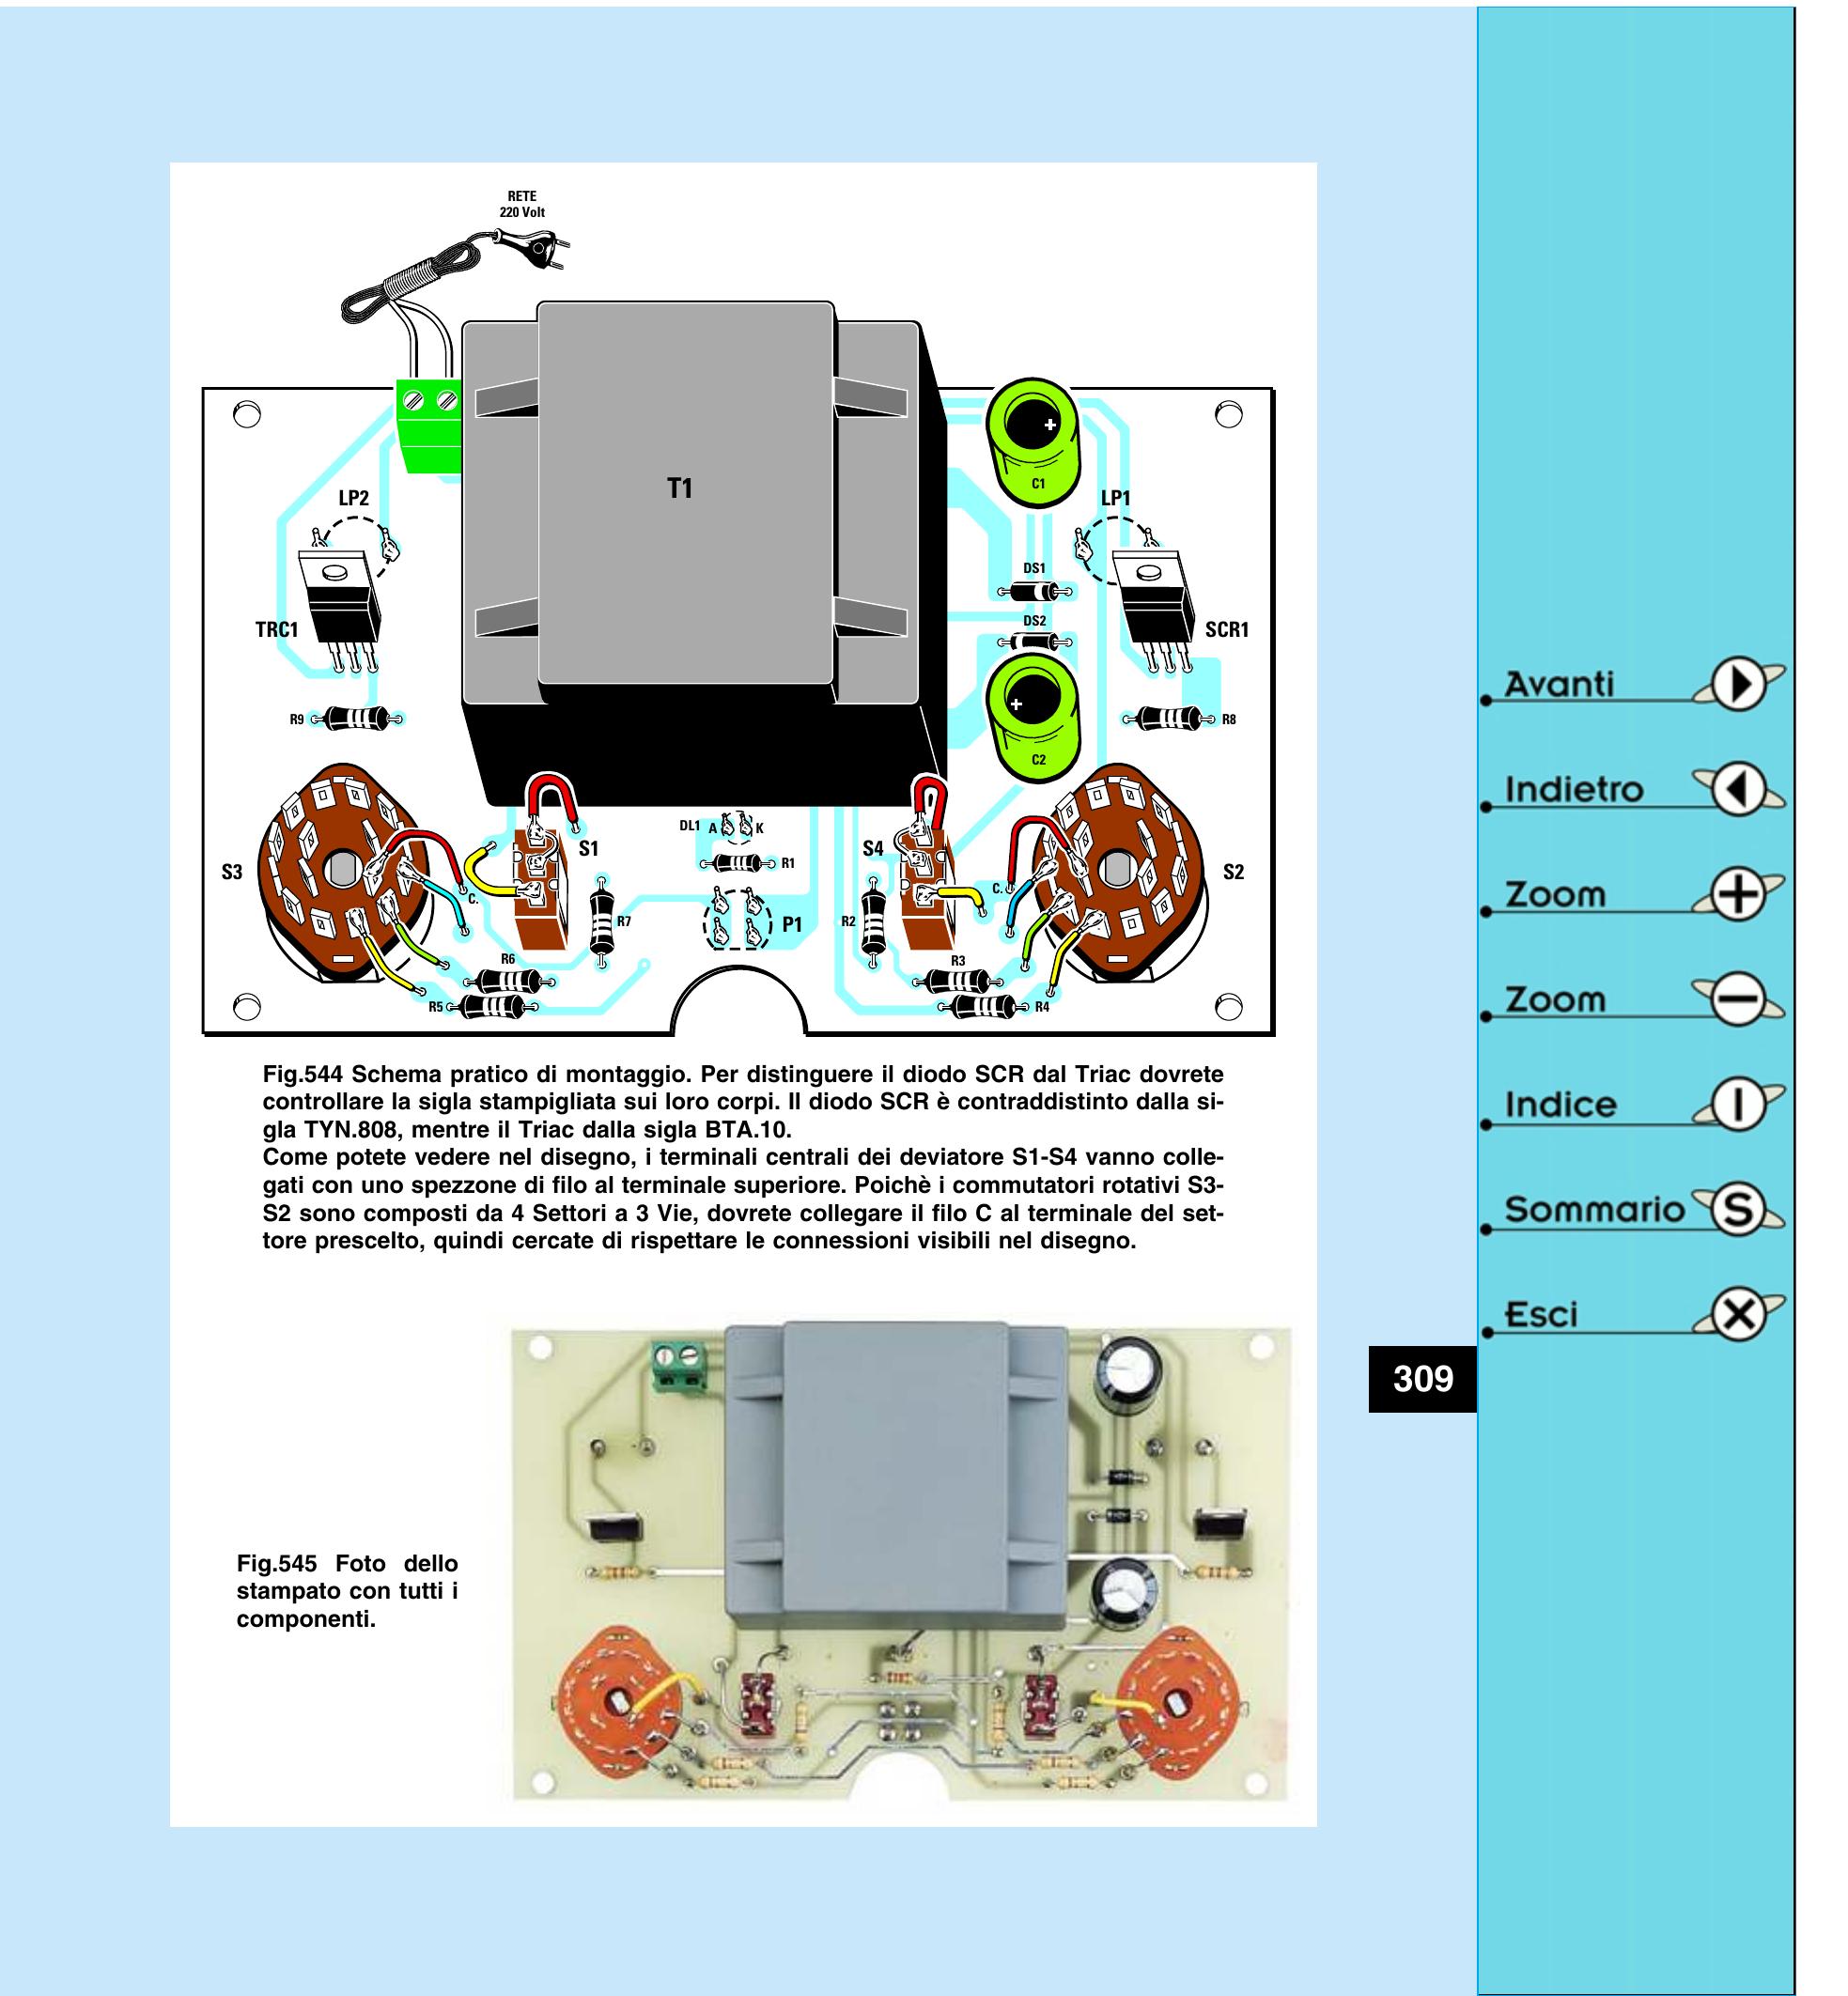 RETE
220 Volt
T1
C1
LP2
LP1
DS1
DS2
TRC1
SCR1
R9
R8
C2
DL1 A K
S1
S4
R1
S3
S2
C.
C.
R7
P1
R2
R6
R3
R5
R4
Fig.544 Schema pratico di montaggio. Per distinguere il diodo SCR dal Triac dovrete
controllare la sigla stampigliata sui loro corpi. Il diodo SCR è contraddistinto dalla si-
gla TYN.808, mentre il Triac dalla sigla BTA.10.
Come potete vedere nel disegno, i terminali centrali dei deviatore S1-S4 vanno colle-
gati con uno spezzone di filo al terminale superiore. Poichè i commutatori rotativi S3-
S2 sono composti da 4 Settori a 3 Vie, dovrete collegare il filo C al terminale del set-
tore prescelto, quindi cercate di rispettare le connessioni visibili nel disegno.
Fig.545 Foto dello
stampato con tutti i
componenti.
309
Avanti
Indietro
Zoom
Zoom
Indice
Sommario S
Esci